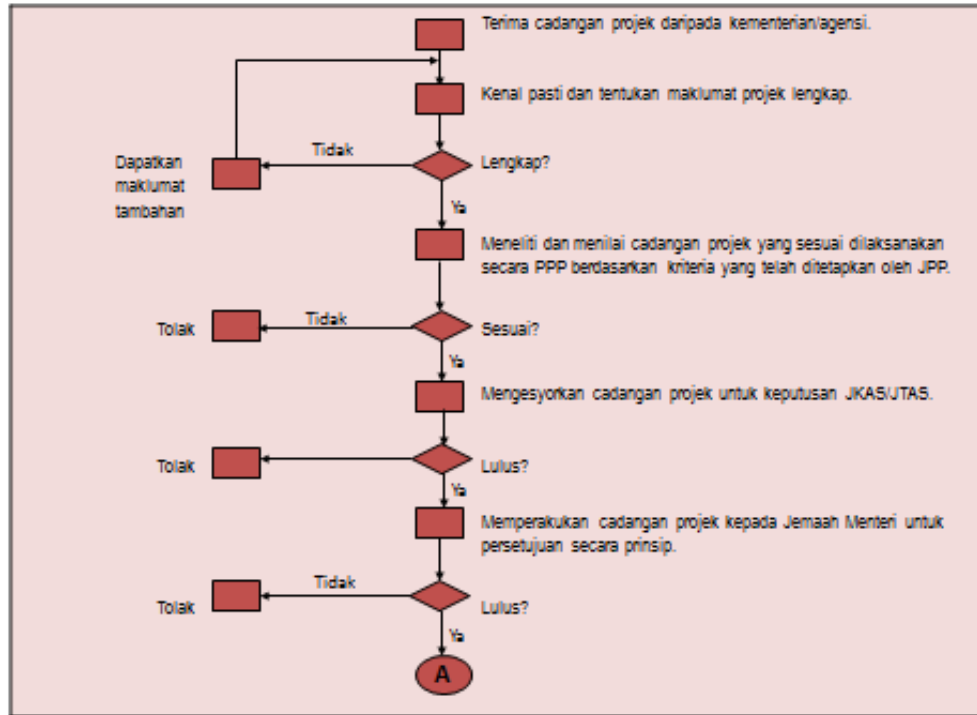 Terima cadangan projek daripada kementerian/agensi.
Kenal pasti dan tentukan maklumat projek lengkap.
Tidak
Dapatkan
maklumat
tambahan
Lengkap?
Ya
Meneliti dan menilai cadangan projek yang sesuai dilaksanakan
secara PPP berdasarkan kriteria yang telah ditetapkan oleh JPP.
Tolak
Tidak
Sesuai?
Ya
Mengesyorkan cadangan projek untuk keputusan JKAS/JTAS.
Tolak
Lulus?
Ya
Memperakukan cadangan projek kepada Jemaah Menteri untuk
persetujuan secara prinsip.
Tolak
Tidak
Lulus?
Ya
A